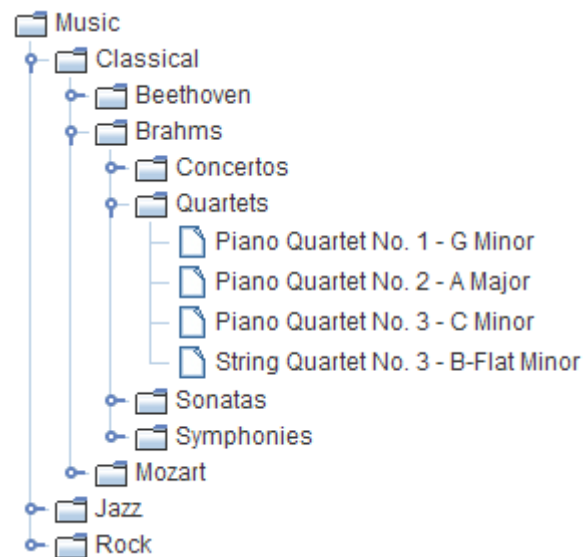 Music
Classical
Beethoven
Brahms
Concertos
Quartets
Piano Quartet No. 1 - G Minor
Piano Quartet No. 2 - A Major
Piano Quartet No. 3 - C Minor
String Quartet No. 3 - B-Flat Minor
Sonatas
Symphonies
Mozart
Jazz
Rock